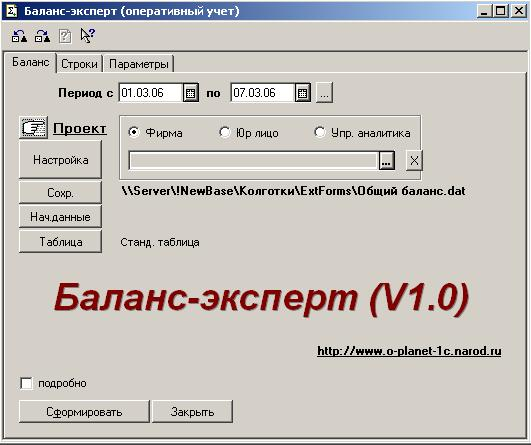 Баланс-эксперт (оперативный учет)
Баланс Строки Параметры
Период с 01.03.06 по 07.03.06 ...
Проект
Фирма Юр лицо Упр. аналитика
... X
Настройка
Сохр. \\Server\!NewBase\Колготки\ExtForms\Общий баланс.dat
Нач.данные
Таблица Станд. таблица
Баланс-эксперт (V1.0)
http://www.o-planet-1c.narod.ru
подробно
Сформировать Закрыть